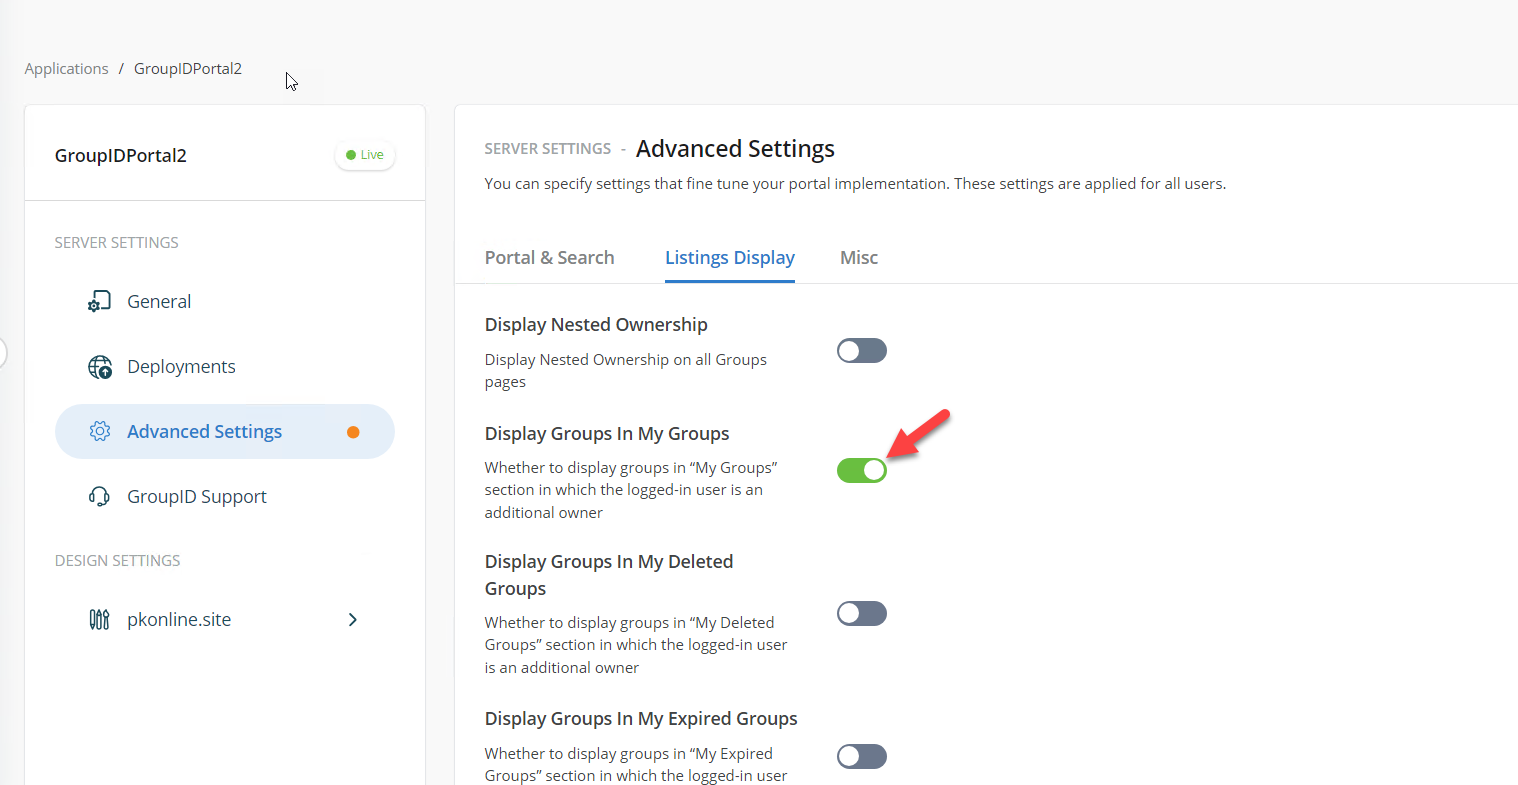 Applications / GroupIDPortal2
GroupIDPortal2
Live
SERVER SETTINGS
General
Deployments
Advanced Settings
GroupID Support
DESIGN SETTINGS
pkonline.site
SERVER SETTINGS - Advanced Settings
You can specify settings that fine tune your portal implementation. These settings are applied for all users.
Portal & Search Listings Display Misc
Display Nested Ownership
Display Nested Ownership on all Groups
pages
Display Groups In My Groups
Whether to display groups in “My Groups”
section in which the logged-in user is an
additional owner
Display Groups In My Deleted
Groups
Whether to display groups in “My Deleted
Groups” section in which the logged-in user
is an additional owner
Display Groups In My Expired Groups
Whether to display groups in “My Expired
Groups” section in which the logged-in user